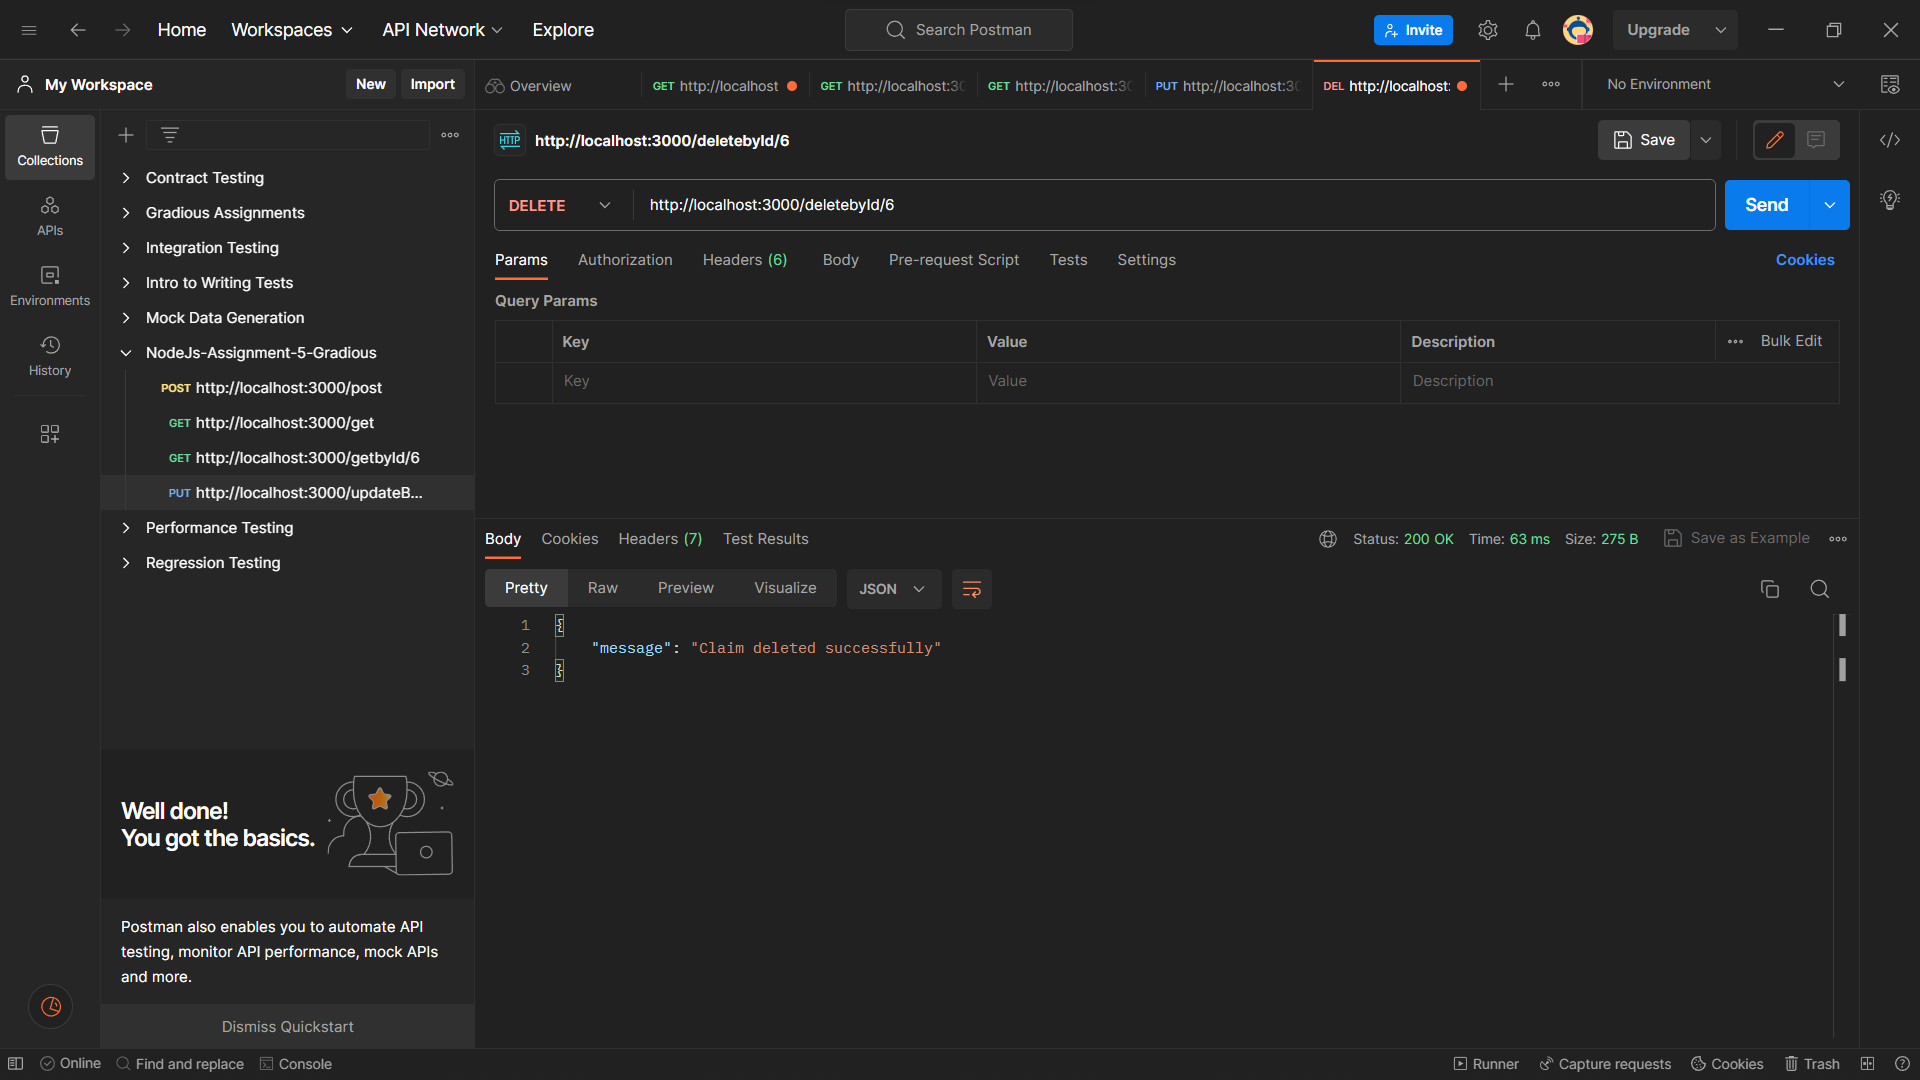 Home Workspaces API Network Explore Search Postman Invite Upgrade
My Workspace New Import
Overview GET http://localhost GET http://localhost:30 GET http://localhost:30 PUT http://localhost:30 DEL http://localhost: No Environment
Collections
APIs
Environments
History
Contract Testing
Gradious Assignments
Integration Testing
Intro to Writing Tests
Mock Data Generation
NodeJs-Assignment-5-Gradious
POST http://localhost:3000/post
GET http://localhost:3000/get
GET http://localhost:3000/getbyId/6
PUT http://localhost:3000/updateB...
Performance Testing
Regression Testing
Well done!
You got the basics.
Postman also enables you to automate API
testing, monitor API performance, mock APIs
and more.
Dismiss Quickstart
HTTP http://localhost:3000/deletebyId/6 Save
DELETE http://localhost:3000/deletebyId/6 Send
Params Authorization Headers (6) Body Pre-request Script Tests Settings Cookies
Query Params
Key Value Description Bulk Edit
Key Value Description
Body Cookies Headers (7) Test Results Status: 200 OK Time: 63 ms Size: 275 B Save as Example
Pretty Raw Preview Visualize JSON
1 {
2 "message": "Claim deleted successfully"
3 }
Online Find and replace Console Runner Capture requests Cookies Trash